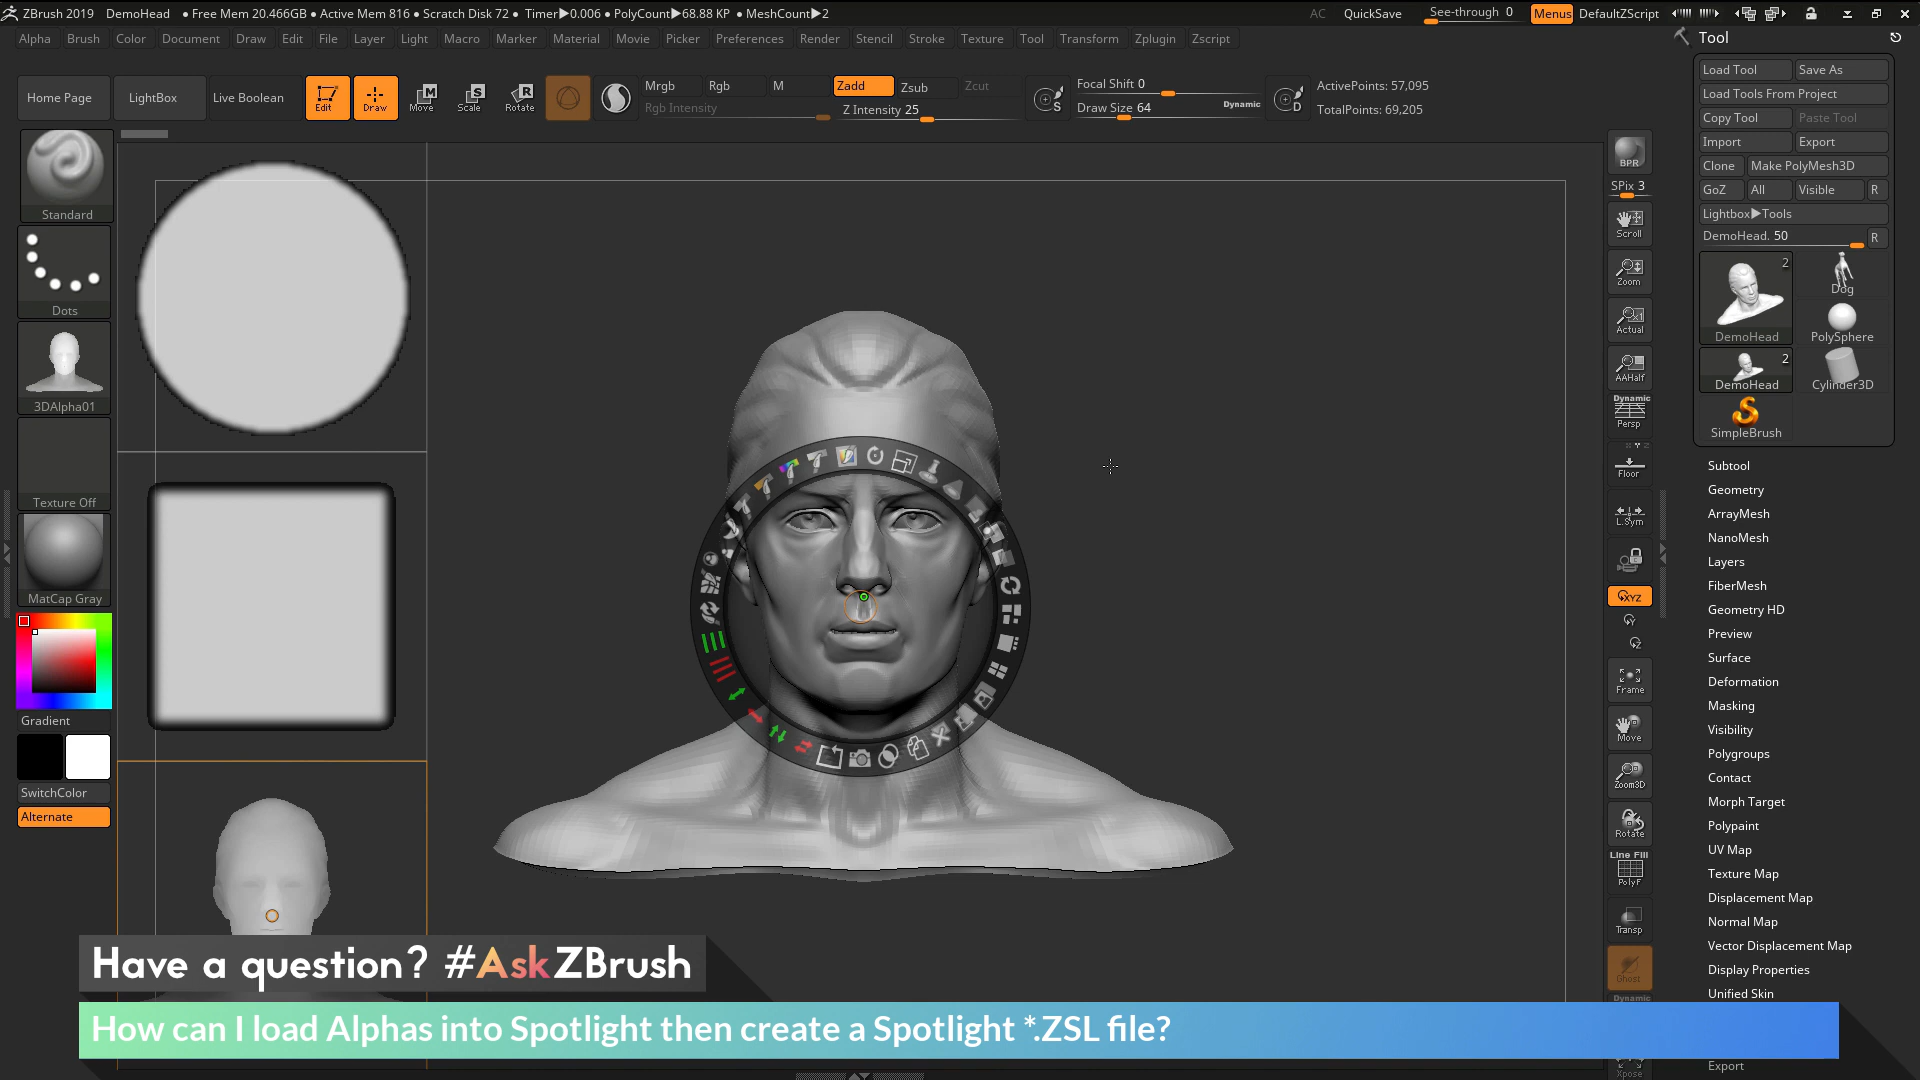 ZBrush 2019 DemoHead • Free Mem 20.466GB • Active Mem 816 • Scratch Disk 72 • Timer▶0.006 • PolyCount▶68.88 KP • MeshCount▶2 AC QuickSave See-through 0 Menus DefaultZScript
Alpha Brush Color Document Draw Edit File Layer Light Macro Marker Material Movie Picker Preferences Render Stencil Stroke Texture Tool Transform Zplugin Zscript
Tool
Home Page LightBox Live Boolean Edit Draw Move Scale Rotate
Mrgb Rgb M Zadd Zsub Zcut
Rgb Intensity Z Intensity 25
S Focal Shift 0
Draw Size 64 Dynamic D
ActivePoints: 57,095
TotalPoints: 69,205
Standard
Dots
3DAlpha01
Texture Off
MatCap Gray
Gradient
SwitchColor
Alternate
BPR
SPix 3
Scroll
Zoom
Actual
AAHalf
Dynamic
Persp
Floor
L.Sym
XYZ
Y
Z
Frame
Move
Zoom3D
Rotate
Line Fill
PolyF
Transp
Ghost
Dynamic
Xpose
Load Tool Save As
Load Tools From Project
Copy Tool Paste Tool
Import Export
Clone Make PolyMesh3D
GoZ All Visible R
Lightbox▶Tools
DemoHead. 50 R
2
DemoHead
Dog
PolySphere
2
DemoHead
Cylinder3D
SimpleBrush
Subtool
Geometry
ArrayMesh
NanoMesh
Layers
FiberMesh
Geometry HD
Preview
Surface
Deformation
Masking
Visibility
Polygroups
Contact
Morph Target
Polypaint
UV Map
Texture Map
Displacement Map
Normal Map
Vector Displacement Map
Display Properties
Unified Skin
Export
Have a question? #AskZBrush
How can I load Alphas into Spotlight then create a Spotlight *.ZSL file?